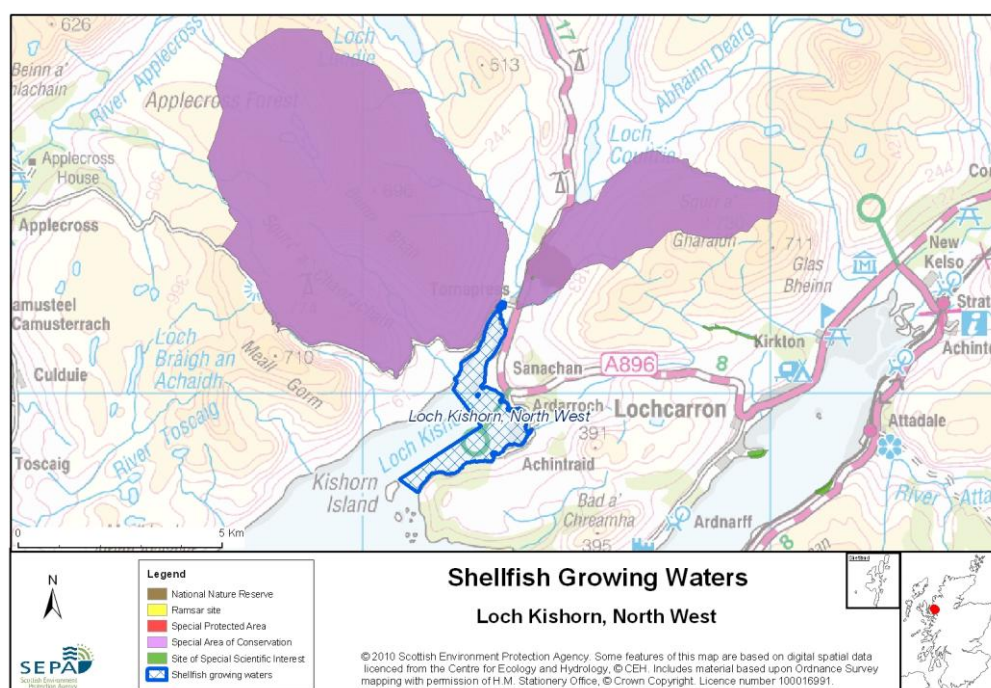 626
Beinn a'
River Applecross
Applecross Forest
Loch
17
513
Abhainn Dearg
Loch
244
Applecross House
Applecross
Gharaidh
711
Glas Bheinn
New Kelso
Tornapress
Camusterrach
Loch Bràigh an Achaidh
Meall Gorm
710
Culduie
River Toscaig
Toscaig
Sanachan
A896
8
Kirkton
Loch Kishorn, North West
Ardarroch
Lochcarron
391
Achintraid
Attadale
Kishorn Island
Bad a' Chreamha
395
Ardnarff
River
8
0
5 Km
N
SEPA
Scottish Environment
Protection Agency
Legend
National Nature Reserve
Ramsar site
Special Protected Area
Special Area of Conservation
Site of Special Scientific Interest
Shellfish growing waters
Shellfish Growing Waters
Loch Kishorn, North West
© 2010 Scottish Environment Protection Agency. Some features of this map are based on digital spatial data
licenced from the Centre for Ecology and Hydrology, © CEH. Includes material based upon Ordnance Survey
mapping with permission of H.M. Stationery Office, © Crown Copyright. Licence number 100016991.